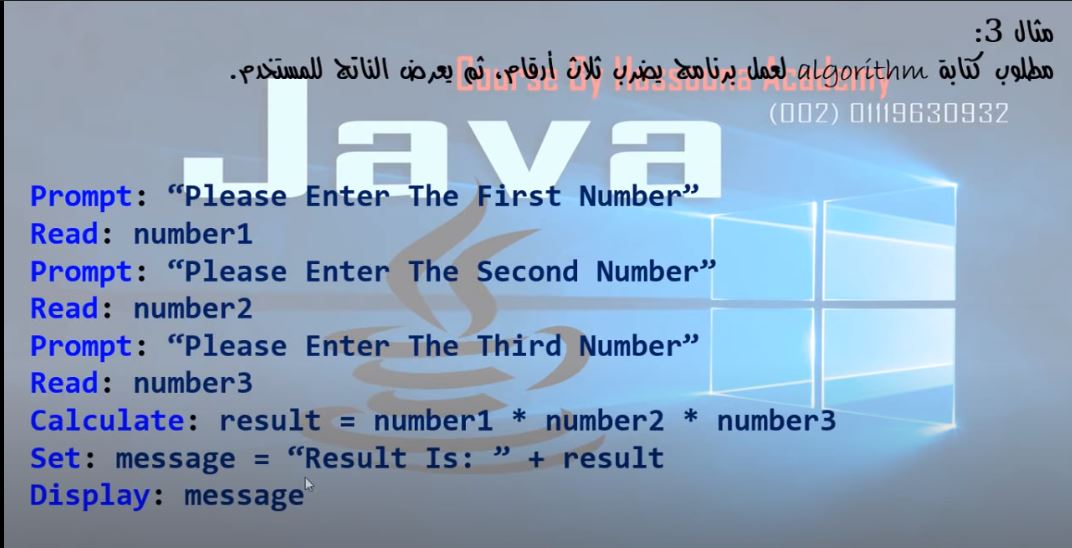 مثال 3:
مطلوب كتابة algorithm لعمل برنامج يضرب ثلاث أرقام، ثم يعرض الناتج للمستخدم.
Course By Hassouna Academy
(002) 01119630932
Java
Prompt: “Please Enter The First Number”
Read: number1
Prompt: “Please Enter The Second Number”
Read: number2
Prompt: “Please Enter The Third Number”
Read: number3
Calculate: result = number1 * number2 * number3
Set: message = “Result Is: ” + result
Display: message